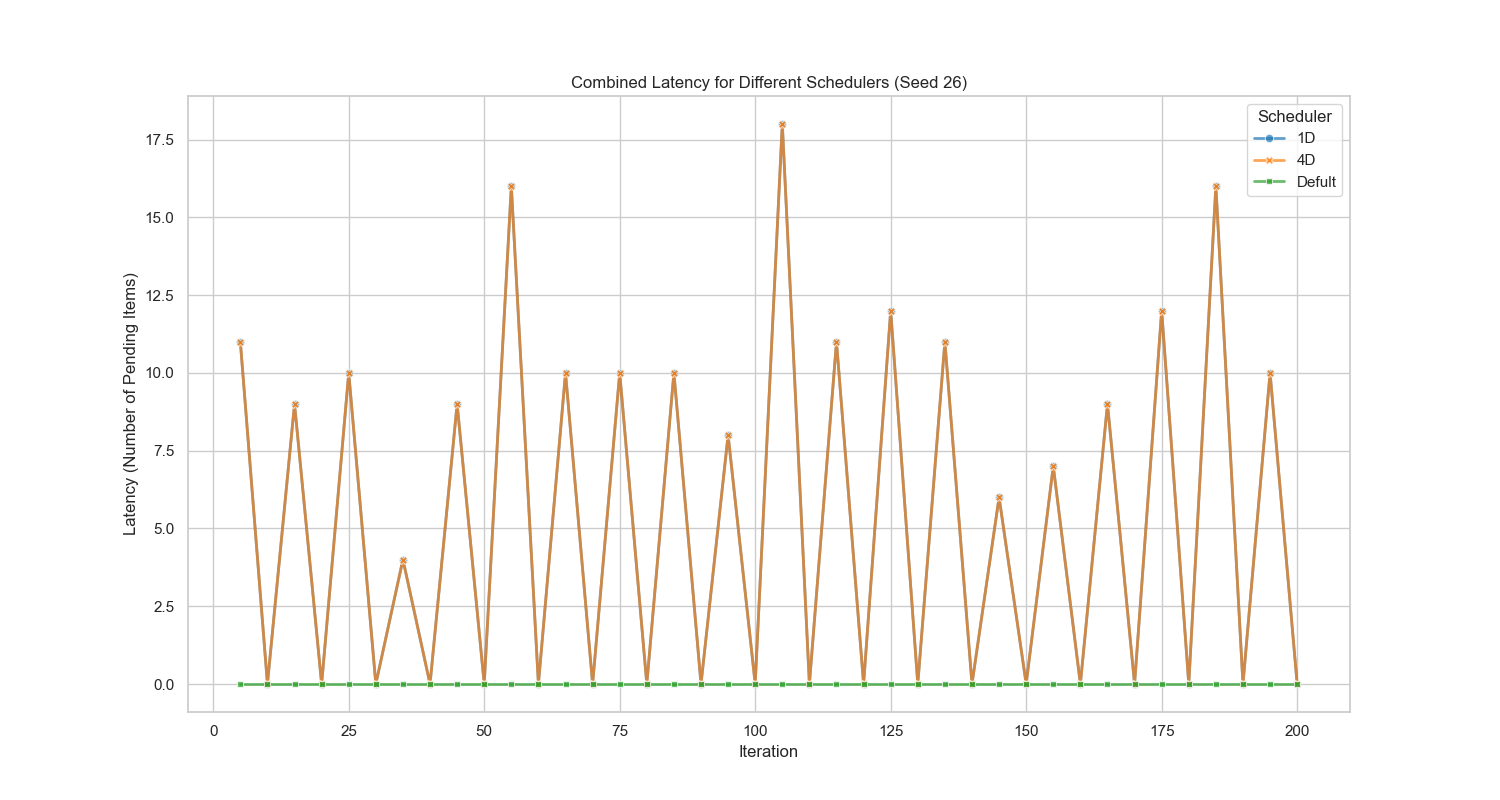 Combined Latency for Different Schedulers (Seed 26)
Latency (Number of Pending Items)
17.5
15.0
12.5
10.0
7.5
5.0
2.5
0.0
Scheduler
1D
4D
Defult
0 25 50 75 100 125 150 175 200
Iteration